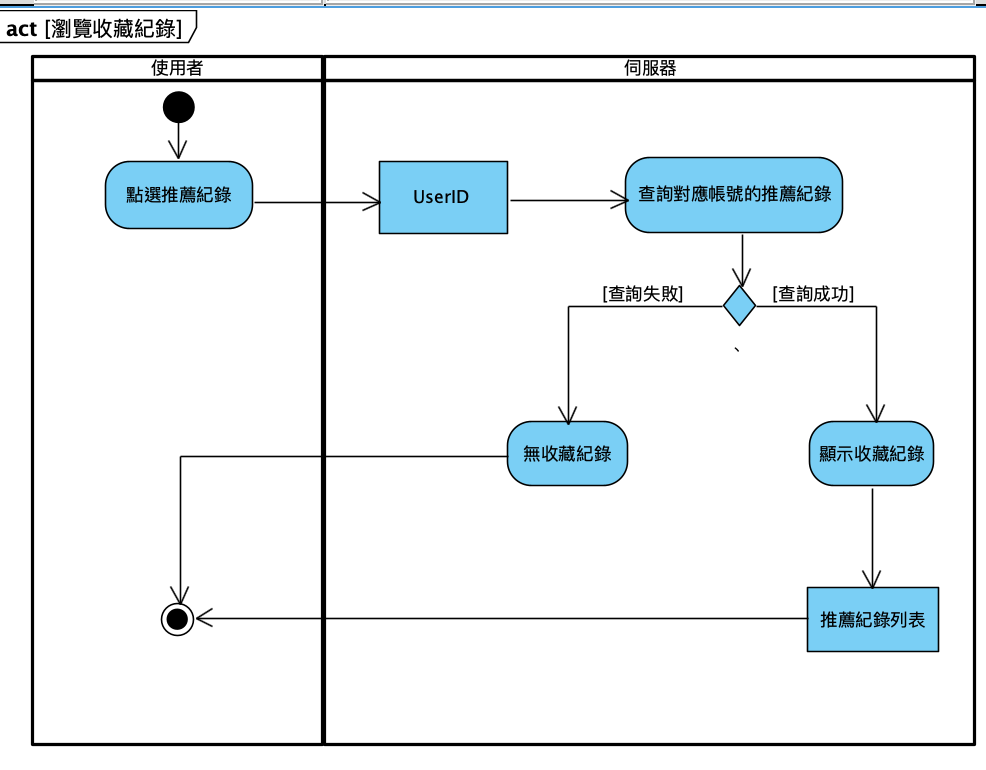 act [瀏覽收藏紀錄]
使用者
伺服器
點選推薦紀錄
UserID
查詢對應帳號的推薦紀錄
[查詢失敗]
[查詢成功]
、
無收藏紀錄
顯示收藏紀錄
推薦紀錄列表